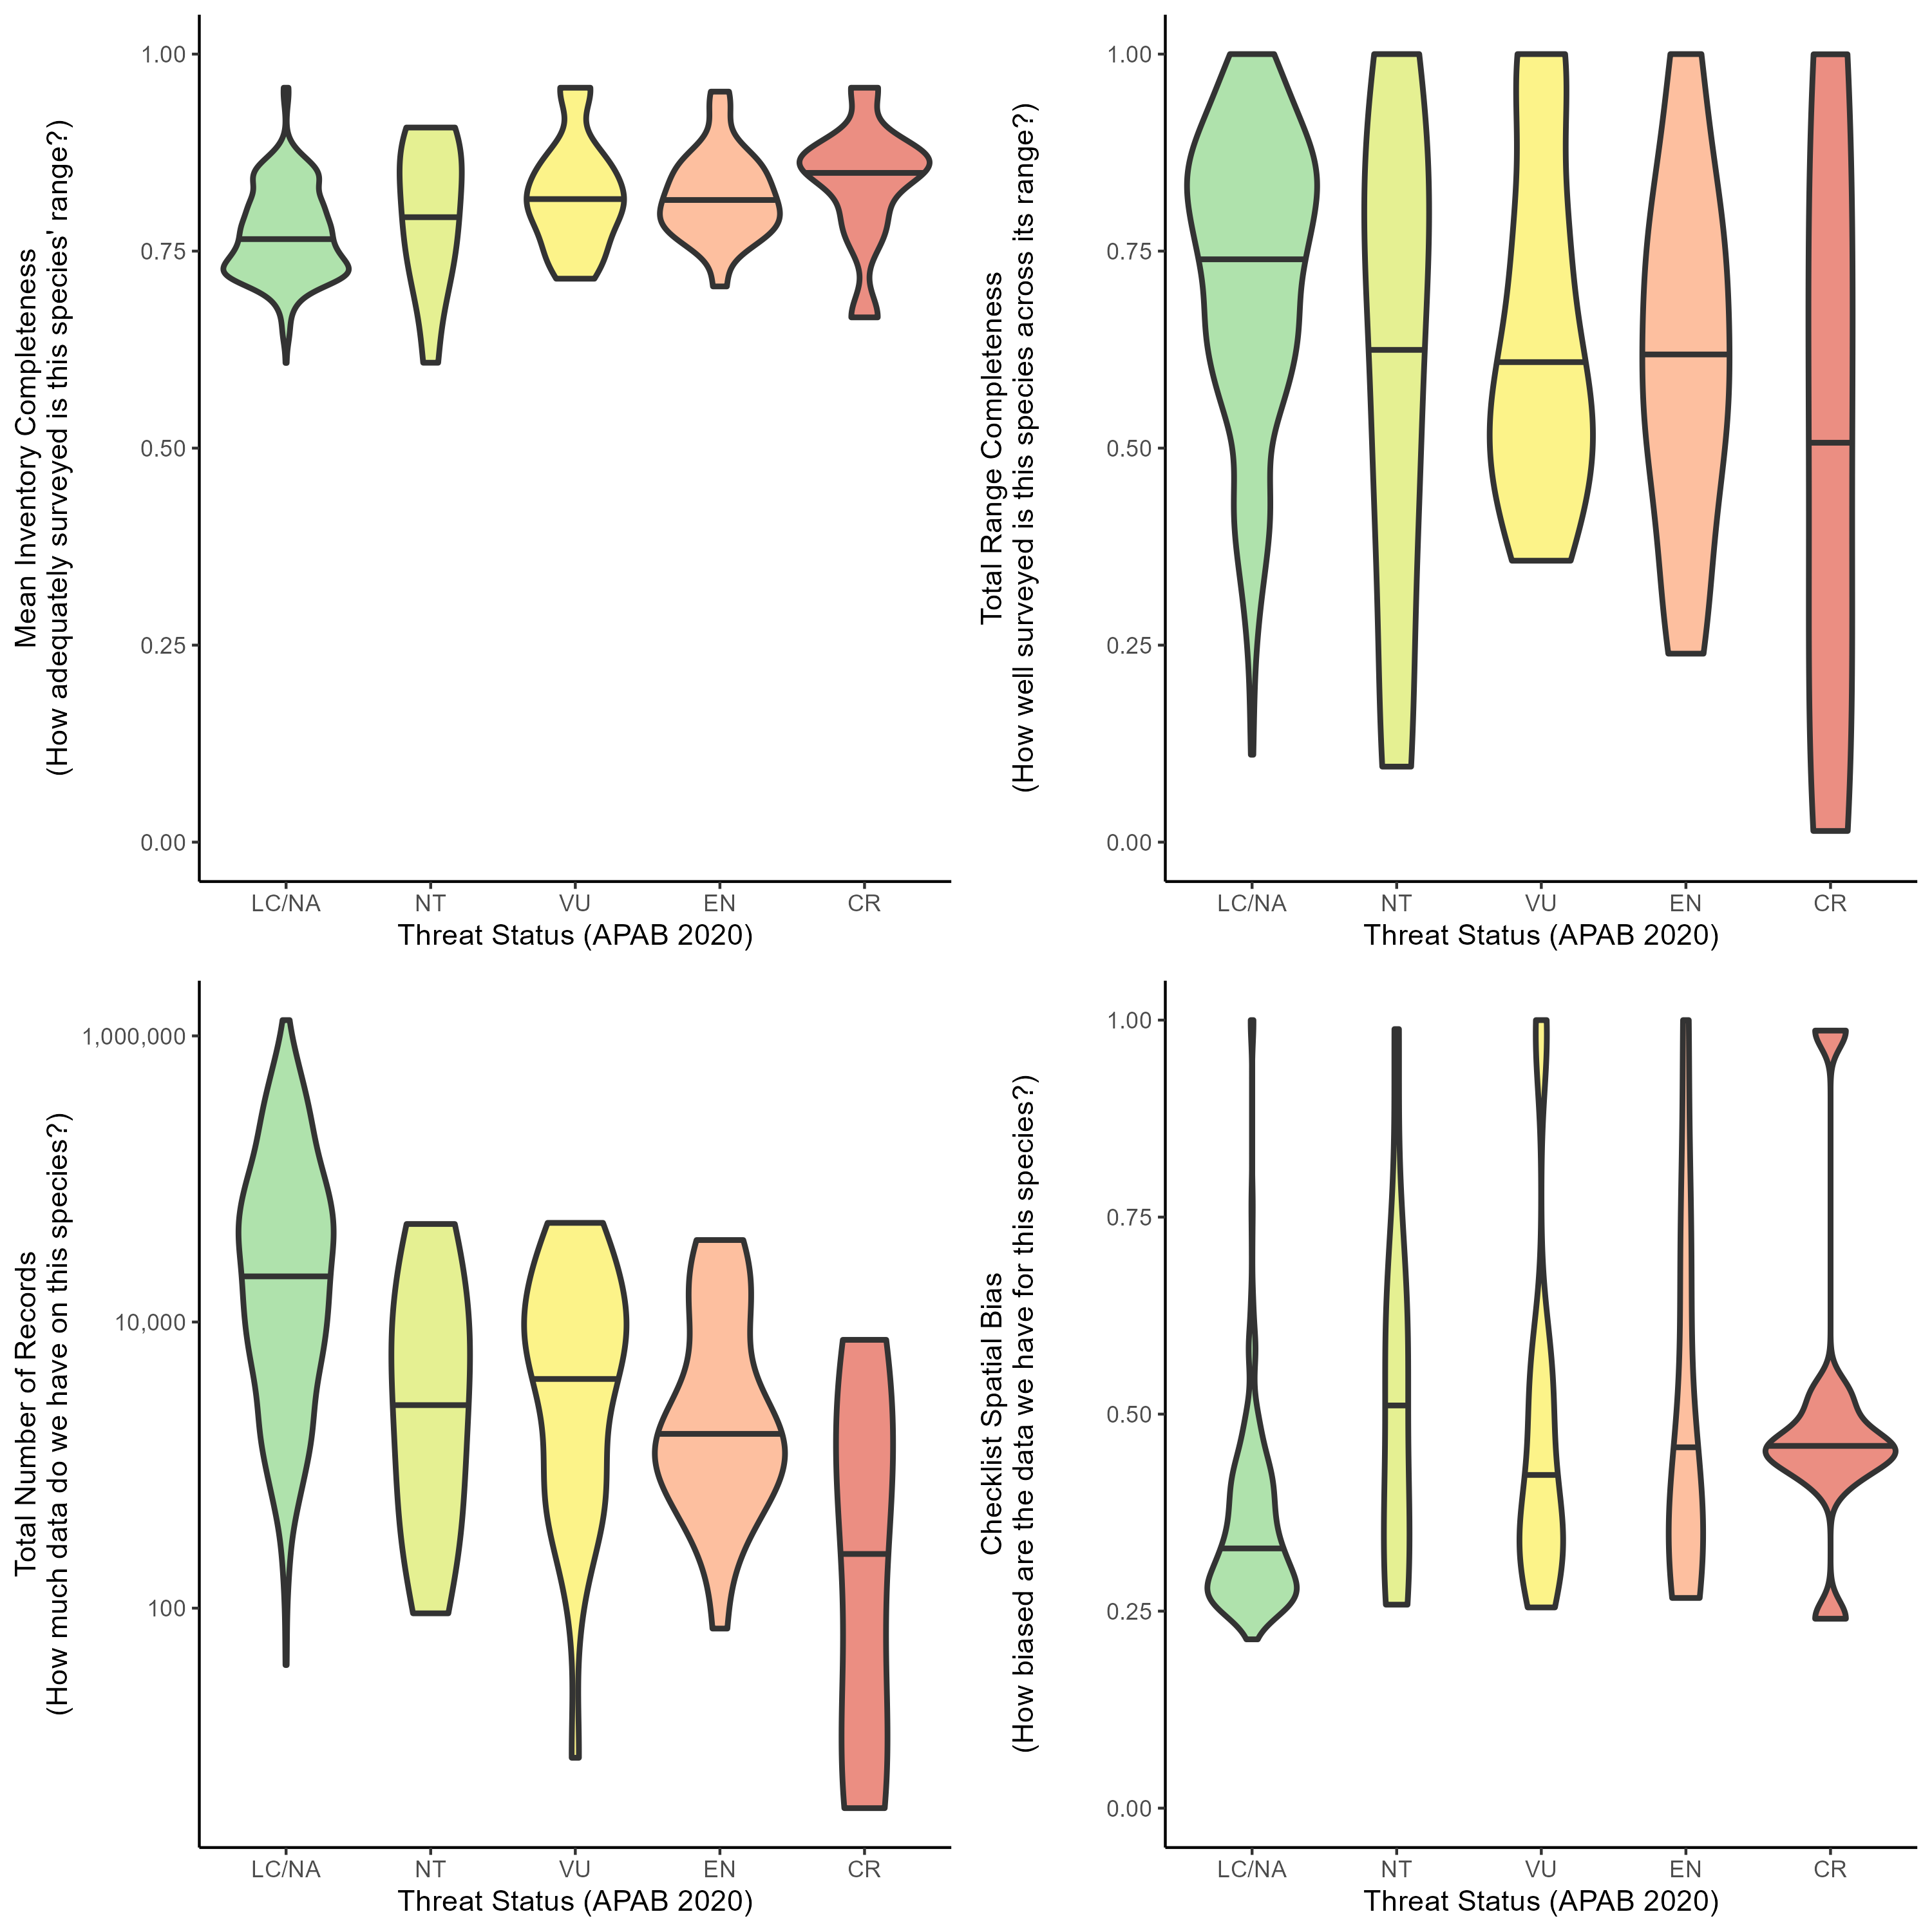 Mean Inventory Completeness
(How adequately surveyed is this species' range?)
1.00
0.75
0.50
0.25
0.00
LC/NA NT VU EN CR
Threat Status (APAB 2020)
Total Range Completeness
(How well surveyed is this species across its range?)
1.00
0.75
0.50
0.25
0.00
LC/NA NT VU EN CR
Threat Status (APAB 2020)
Total Number of Records
(How much data do we have on this species?)
1,000,000
10,000
100
LC/NA NT VU EN CR
Threat Status (APAB 2020)
Checklist Spatial Bias
(How biased are the data we have for this species?)
1.00
0.75
0.50
0.25
0.00
LC/NA NT VU EN CR
Threat Status (APAB 2020)